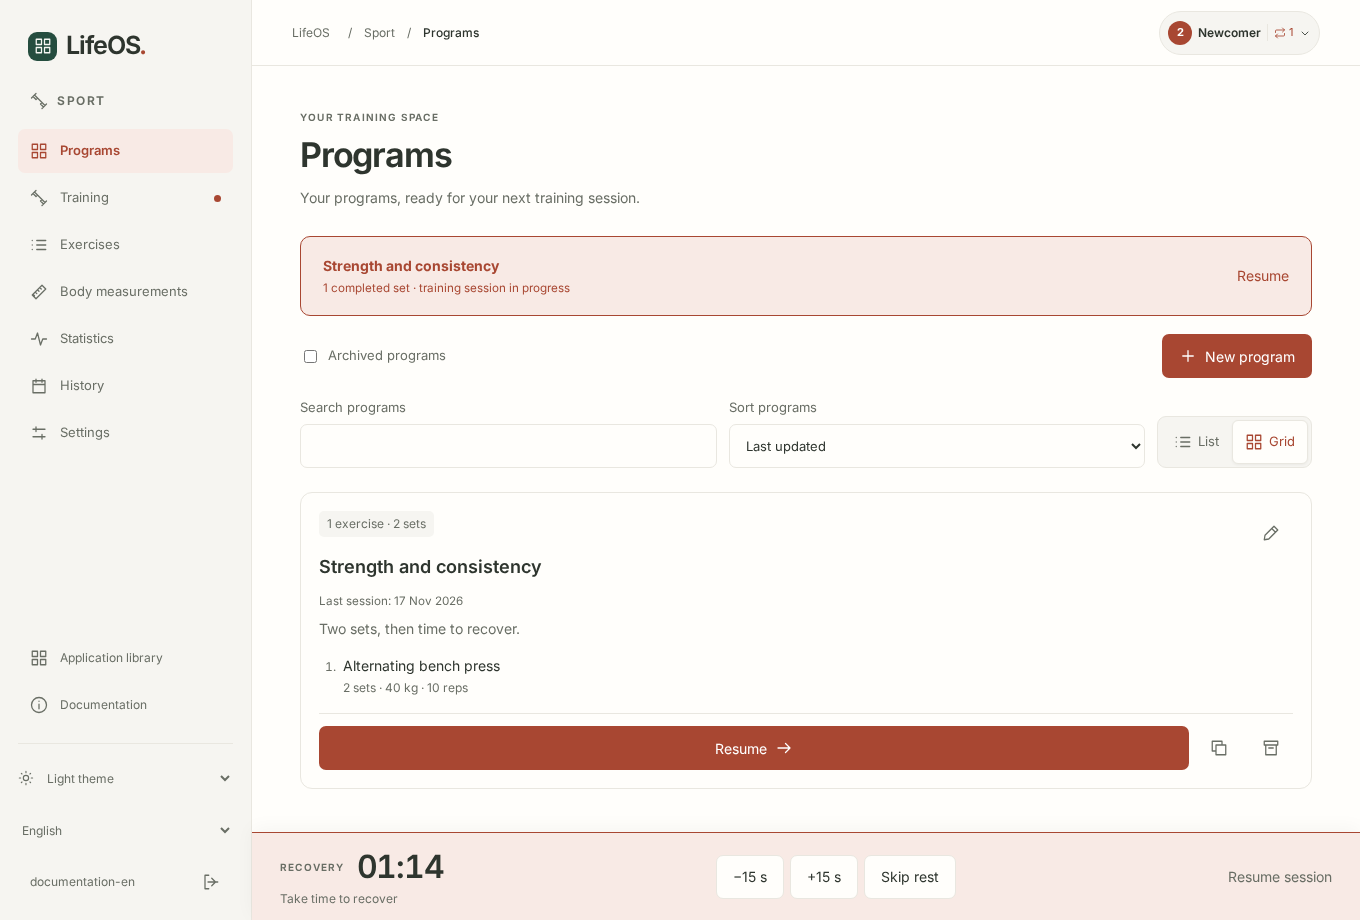 LifeOS.
SPORT
Programs
Training
Exercises
Body measurements
Statistics
History
Settings
Application library
Documentation
Light theme
English
documentation-en
LifeOS / Sport / Programs
2 Newcomer 1
YOUR TRAINING SPACE
Programs
Your programs, ready for your next training session.
Strength and consistency
1 completed set · training session in progress
Resume
Archived programs
New program
Search programs
Sort programs
Last updated
List
Grid
1 exercise · 2 sets
Strength and consistency
Last session: 17 Nov 2026
Two sets, then time to recover.
1. Alternating bench press
2 sets · 40 kg · 10 reps
Resume
RECOVERY 01:14
Take time to recover
−15 s
+15 s
Skip rest
Resume session